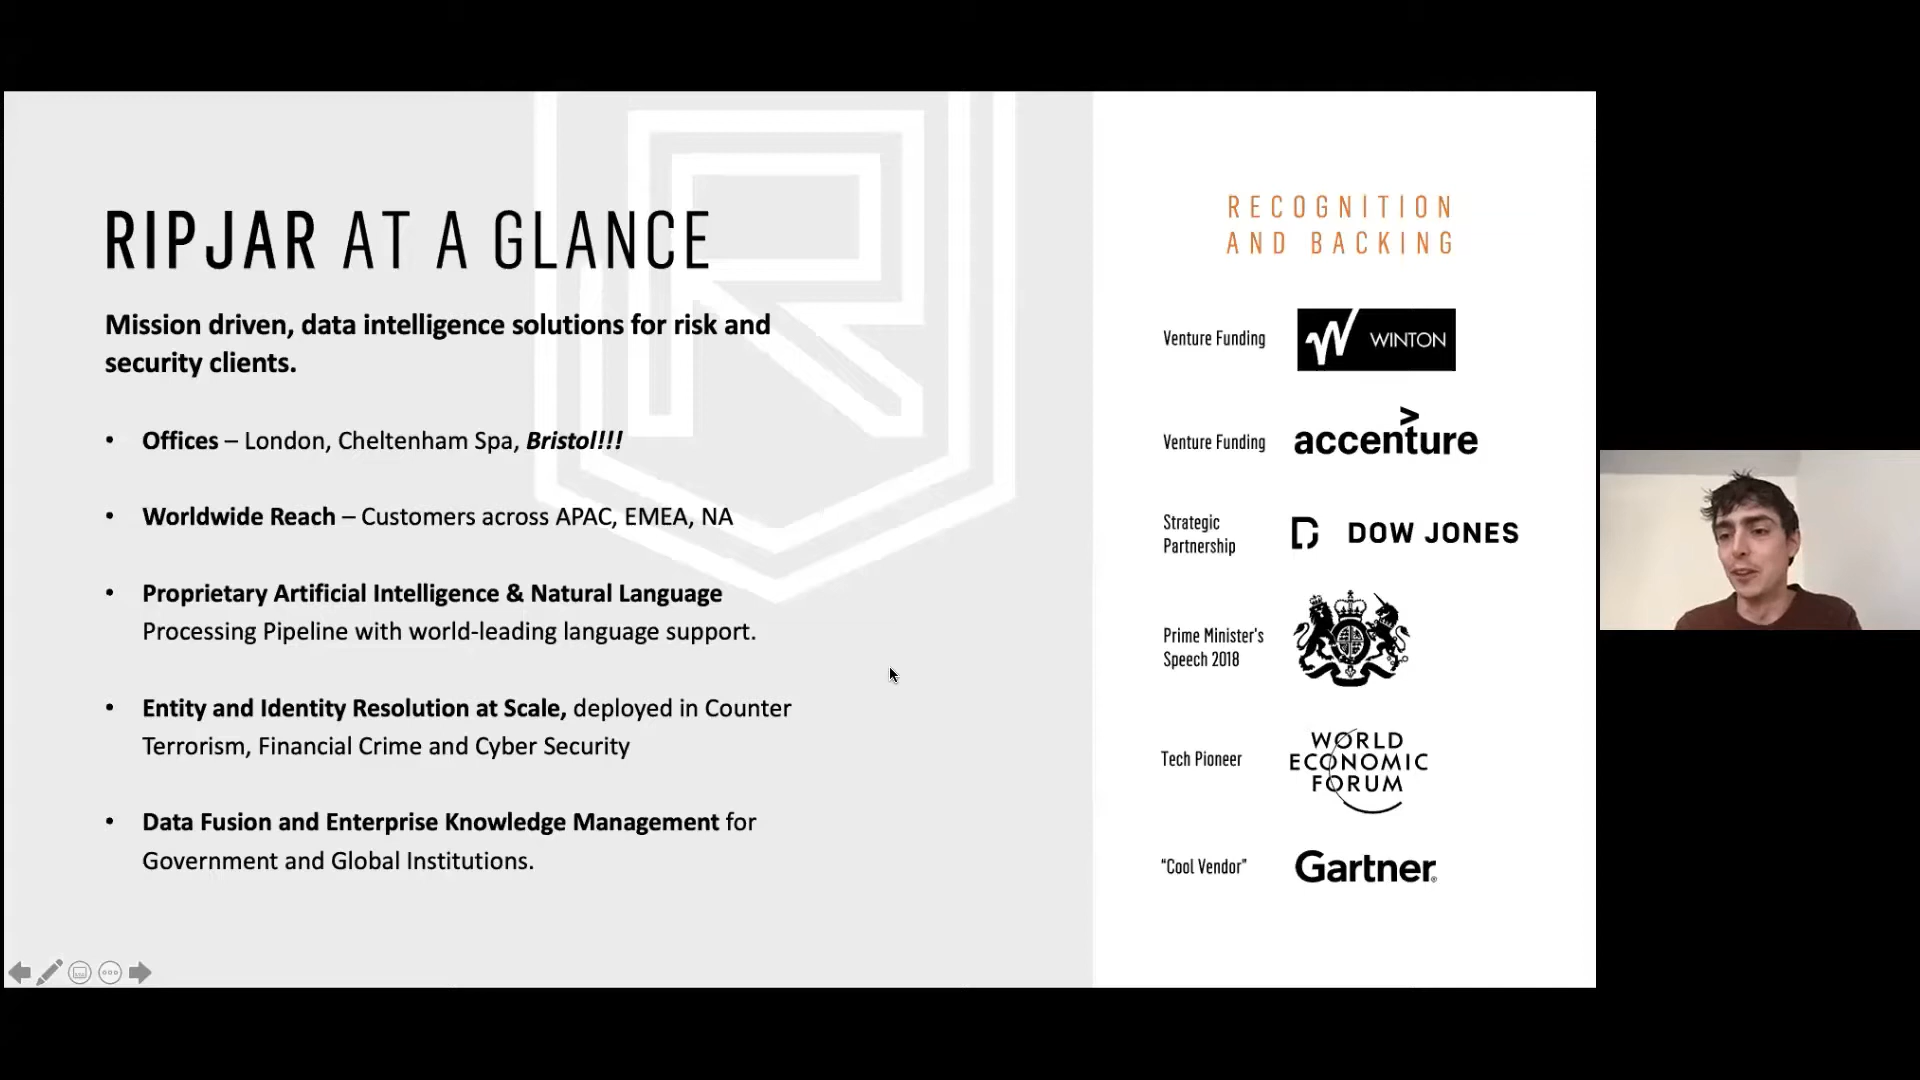 RIPJAR AT A GLANCE
Mission driven, data intelligence solutions for risk and
security clients.
• Offices – London, Cheltenham Spa, Bristol!!!
• Worldwide Reach – Customers across APAC, EMEA, NA
• Proprietary Artificial Intelligence & Natural Language
Processing Pipeline with world-leading language support.
• Entity and Identity Resolution at Scale, deployed in Counter
Terrorism, Financial Crime and Cyber Security
• Data Fusion and Enterprise Knowledge Management for
Government and Global Institutions.
RECOGNITION
AND BACKING
Venture Funding
WINTON
Venture Funding
accenture
Strategic
Partnership
DOW JONES
Prime Minister's
Speech 2018
Tech Pioneer
WORLD
ECONOMIC
FORUM
“Cool Vendor”
Gartner®